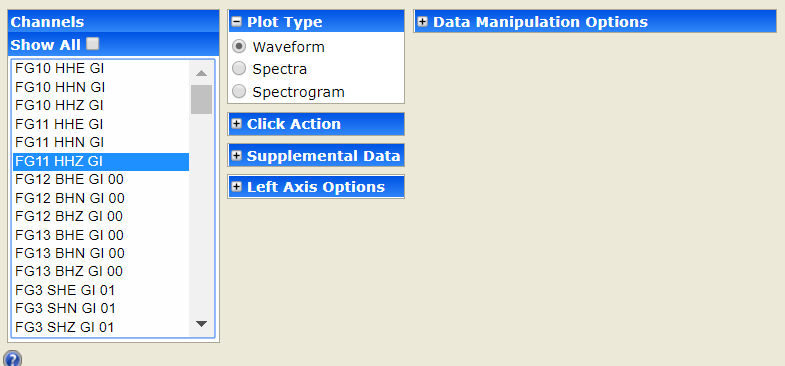 Channels
Show All
FG10 HHE GI
FG10 HHN GI
FG10 HHZ GI
FG11 HHE GI
FG11 HHN GI
FG11 HHZ GI
FG12 BHE GI 00
FG12 BHN GI 00
FG12 BHZ GI 00
FG13 BHE GI 00
FG13 BHN GI 00
FG13 BHZ GI 00
FG3 SHE GI 01
FG3 SHN GI 01
FG3 SHZ GI 01
Plot Type
Waveform
Spectra
Spectrogram
Click Action
Supplemental Data
Left Axis Options
Data Manipulation Options
?